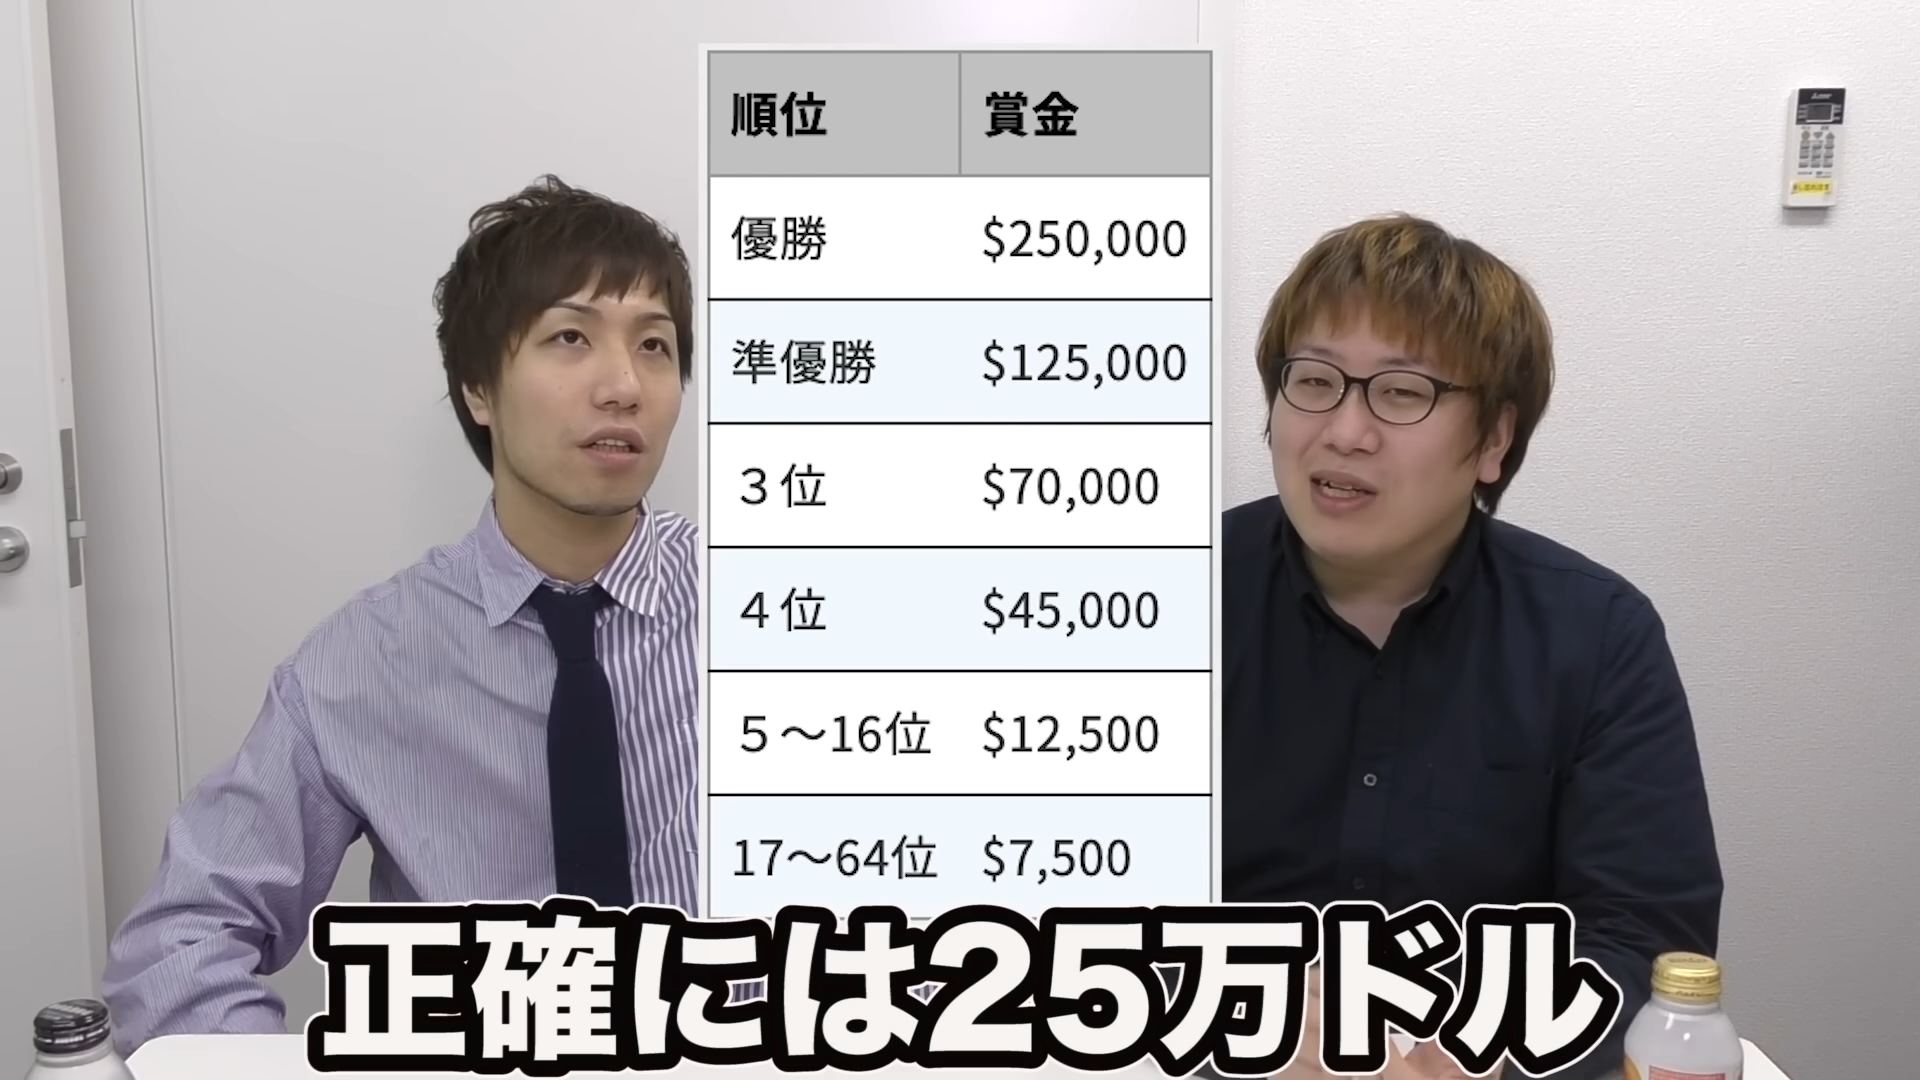 順位 賞金
優勝 $250,000
準優勝 $125,000
３位 $70,000
４位 $45,000
５～16位 $12,500
17～64位 $7,500
正確には25万ドル